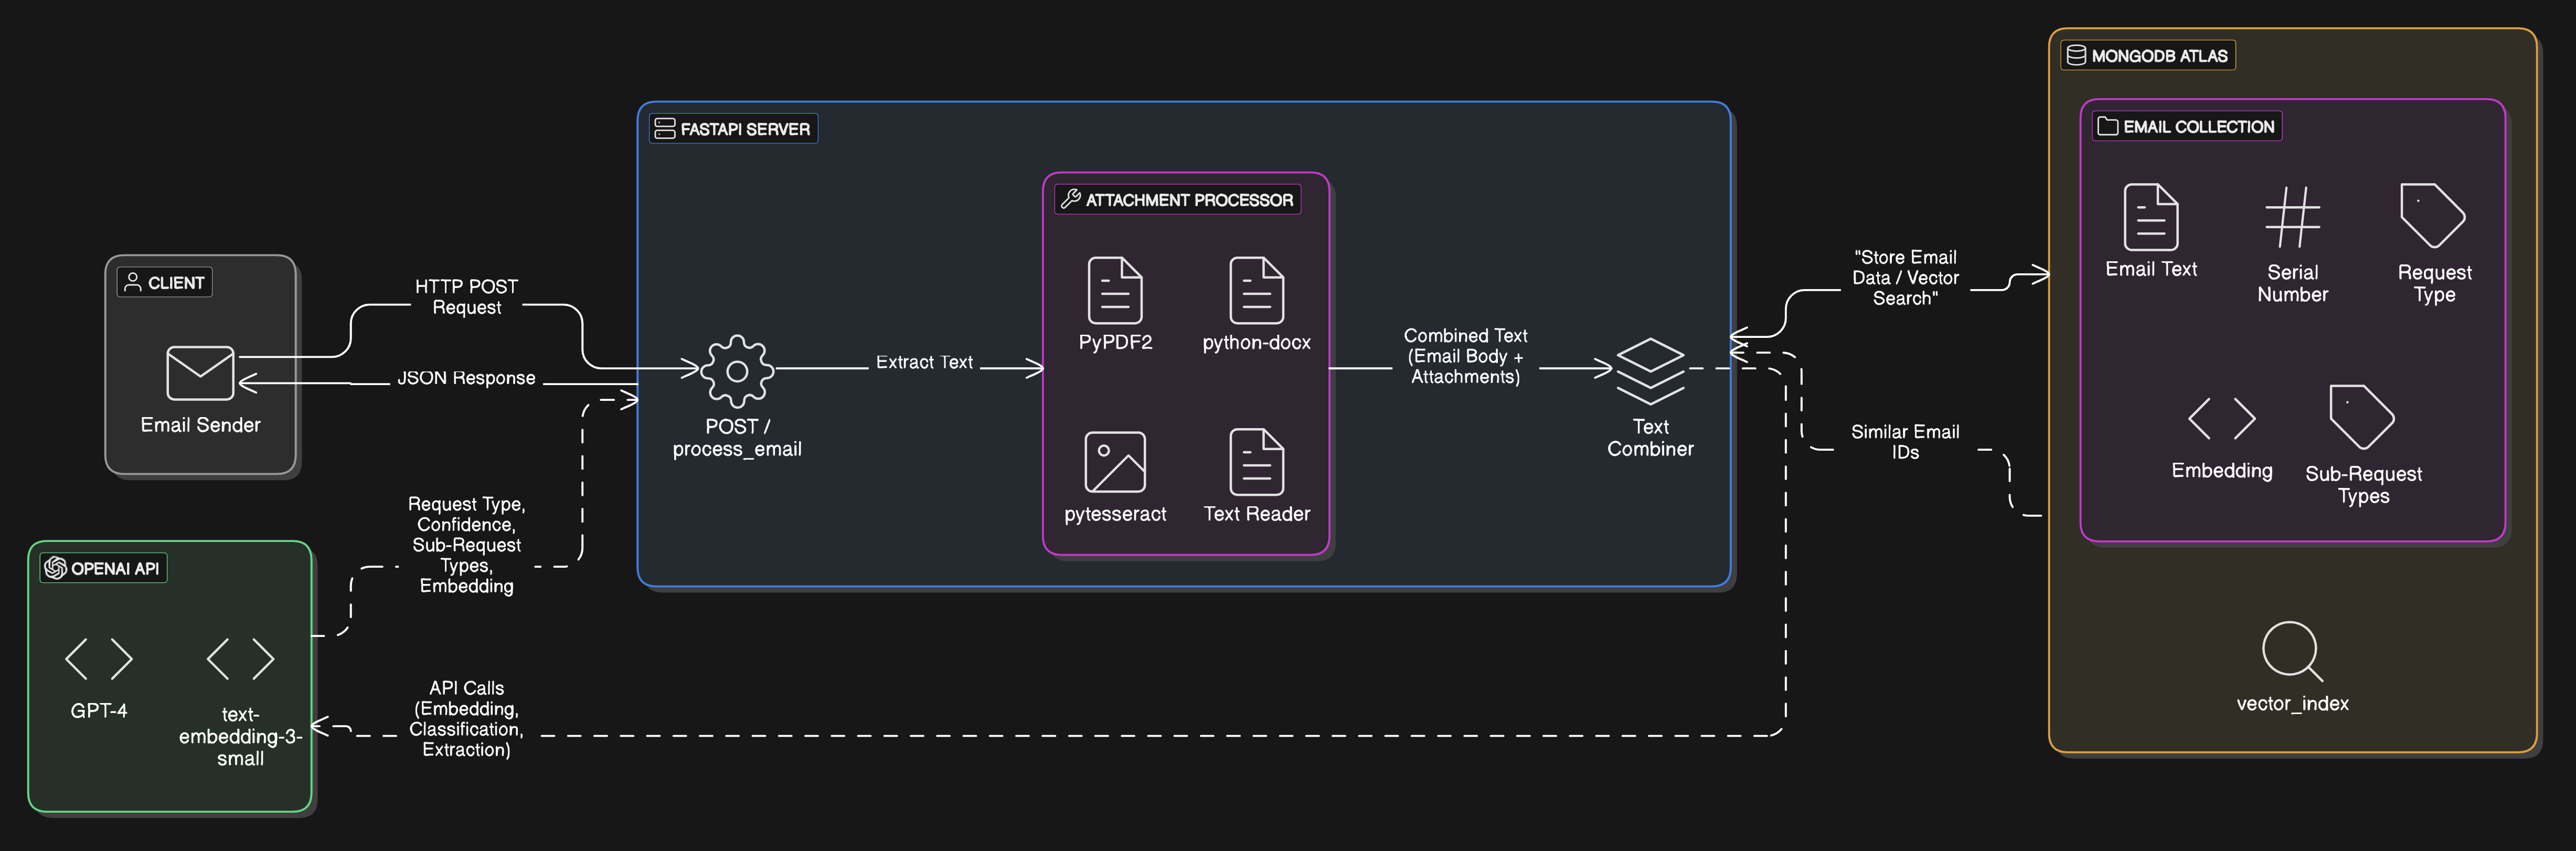 CLIENT
Email Sender
HTTP POST
Request
JSON Response
OPENAI API
GPT-4
text-
embedding-3-
small
Request Type,
Confidence,
Sub-Request
Types,
Embedding
API Calls
(Embedding,
Classification,
Extraction)
FASTAPI SERVER
POST /
process_email
Extract Text
ATTACHMENT PROCESSOR
PyPDF2
python-docx
pytesseract
Text Reader
Combined Text
(Email Body +
Attachments)
Text
Combiner
"Store Email
Data / Vector
Search"
Similar Email
IDs
MONGODB ATLAS
EMAIL COLLECTION
Email Text
Serial
Number
Request
Type
Embedding
Sub-Request
Types
vector_index